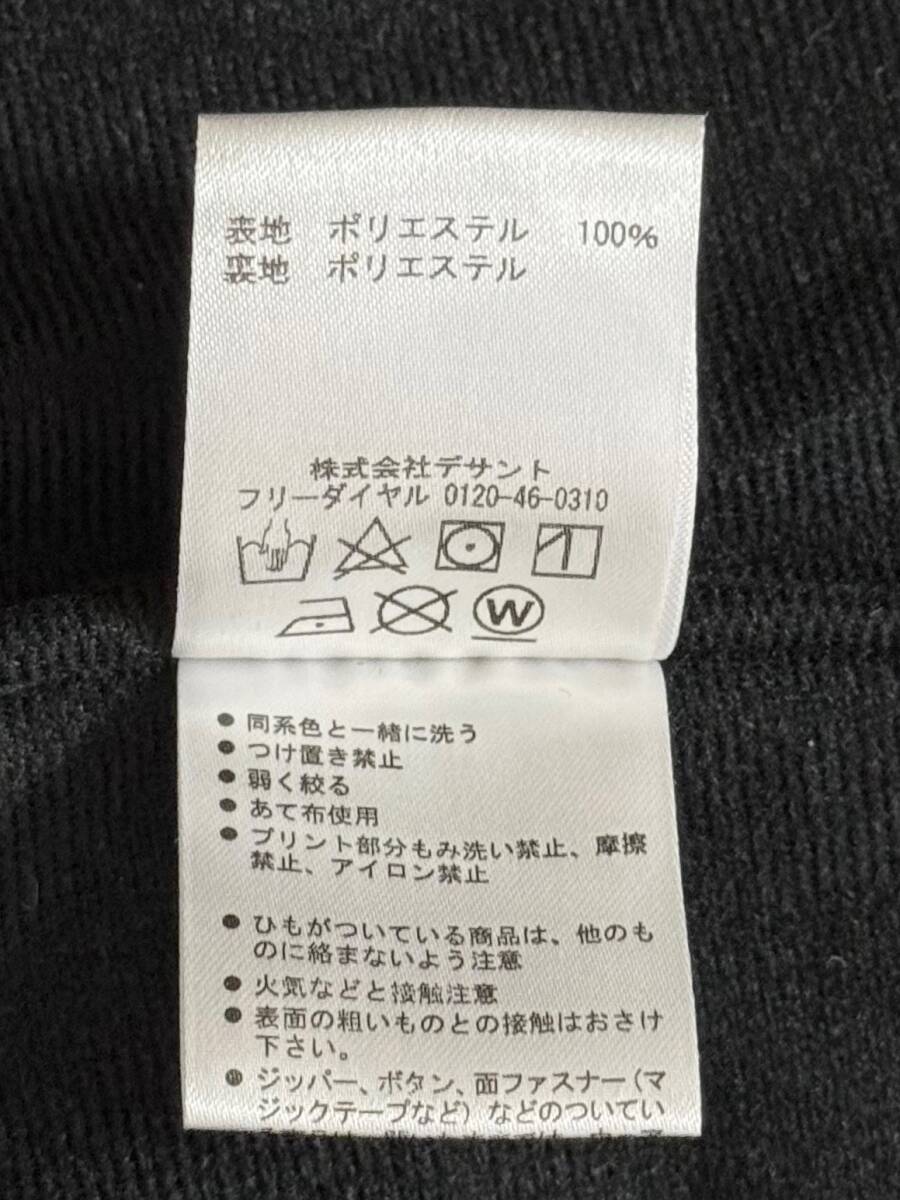 表地 ポリエステル 100%
裏地 ポリエステル
株式会社デサント
フリーダイヤル 0120-46-0310
W
● 同系色と一緒に洗う
● つけ置き禁止
● 弱く絞る
● あて布使用
● プリント部分もみ洗い禁止、摩擦
禁止、アイロン禁止
● ひもがついている商品は、他のも
のに絡まないよう注意
● 火気などと接触注意
● 表面の粗いものとの接触はおさけ
下さい。
● ジッパー、ボタン、面ファスナー(マ
ジックテープなど)などのついてい